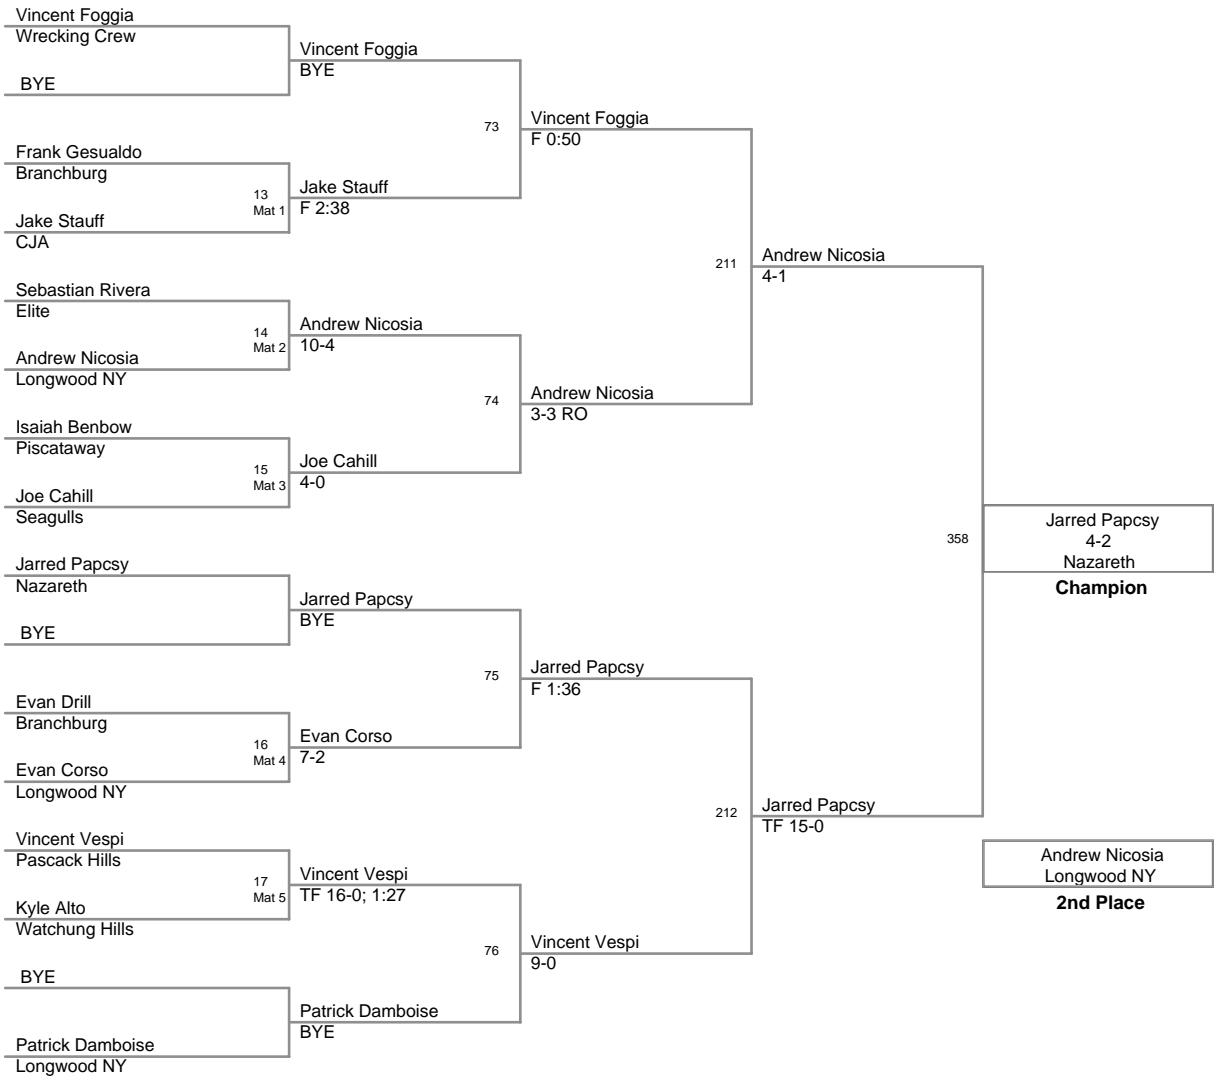 Vincent Foggia
Wrecking Crew
BYE
Frank Gesualdo
Branchburg
Jake Stauff
CJA
Sebastian Rivera
Elite
Andrew Nicosia
Longwood NY
Isaiah Benbow
Piscataway
Joe Cahill
Seagulls
Jarred Papcsy
Nazareth
BYE
Evan Drill
Branchburg
Evan Corso
Longwood NY
Vincent Vespi
Pascack Hills
Kyle Alto
Watchung Hills
BYE
Patrick Damboise
Longwood NY
13
Mat 1
14
Mat 2
15
Mat 3
16
Mat 4
17
Mat 5
Vincent Foggia
BYE
Jake Stauff
F 2:38
Andrew Nicosia
10-4
Joe Cahill
4-0
Jarred Papcsy
BYE
Evan Corso
7-2
Vincent Vespi
TF 16-0; 1:27
Patrick Damboise
BYE
73
74
75
76
Vincent Foggia
F 0:50
Andrew Nicosia
3-3 RO
Jarred Papcsy
F 1:36
Vincent Vespi
9-0
211
212
Andrew Nicosia
4-1
Jarred Papcsy
TF 15-0
358
Jarred Papcsy
4-2
Nazareth
Champion
Andrew Nicosia
Longwood NY
2nd Place